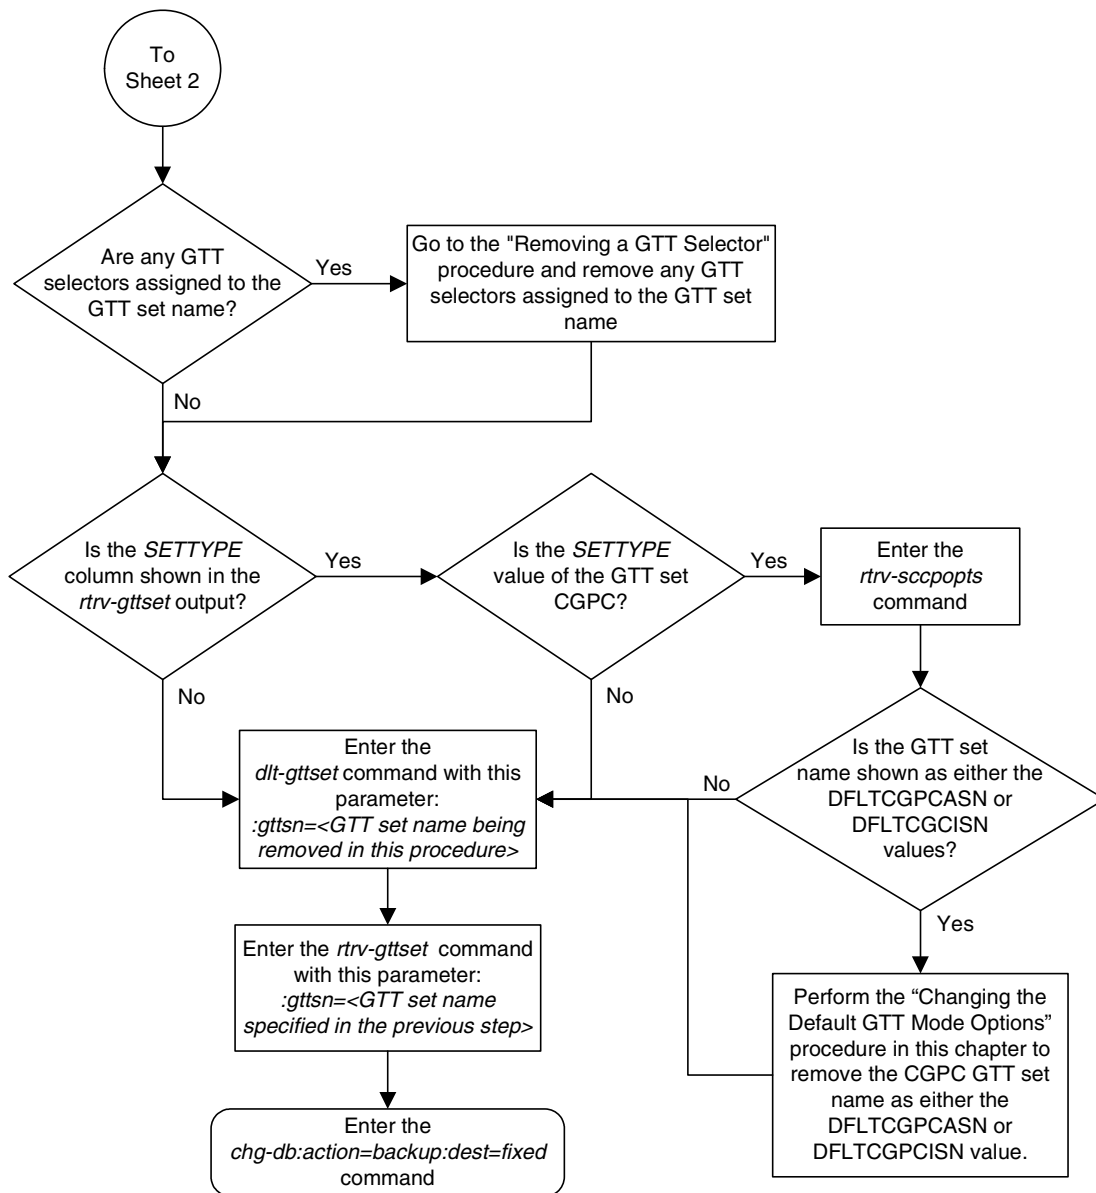 To
Sheet 2
Are any GTT
selectors assigned to the
GTT set name?
Yes
Go to the "Removing a GTT Selector"
procedure and remove any GTT
selectors assigned to the GTT set
name
No
Is the SETTYPE
column shown in the
rtrv-gttset output?
Yes
Is the SETTYPE
value of the GTT set
CGPC?
Yes
Enter the
rtrv-sccpopts
command
No
No
Enter the
dlt-gttset command with this
parameter:
:gttsn=<GTT set name being
removed in this procedure>
No
Is the GTT set
name shown as either the
DFLTCGPCASN or
DFLTCGCISN
values?
Yes
Enter the rtrv-gttset command
with this parameter:
:gttsn=<GTT set name
specified in the previous step>
Perform the “Changing the
Default GTT Mode Options”
procedure in this chapter to
remove the CGPC GTT set
name as either the
DFLTCGPCASN or
DFLTCGPCISN value.
Enter the
chg-db:action=backup:dest=fixed
command